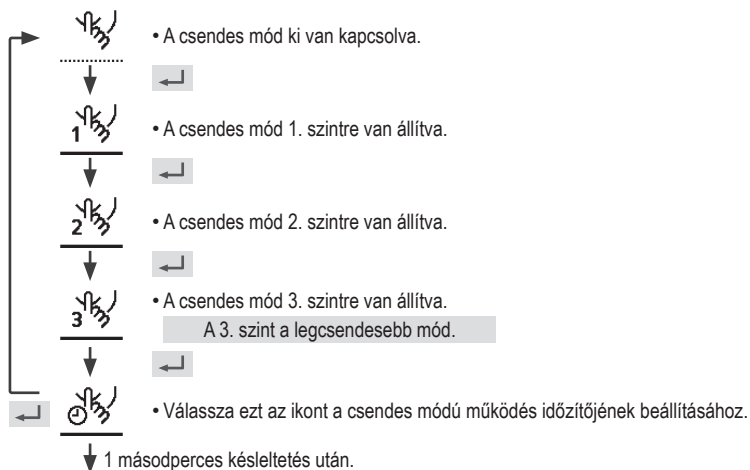 • A csendes mód ki van kapcsolva.
1
• A csendes mód 1. szintre van állítva.
2
• A csendes mód 2. szintre van állítva.
3
• A csendes mód 3. szintre van állítva.
A 3. szint a legcsendesebb mód.
• Válassza ezt az ikont a csendes módú működés időzítőjének beállításához.
1 másodperces késleltetés után.